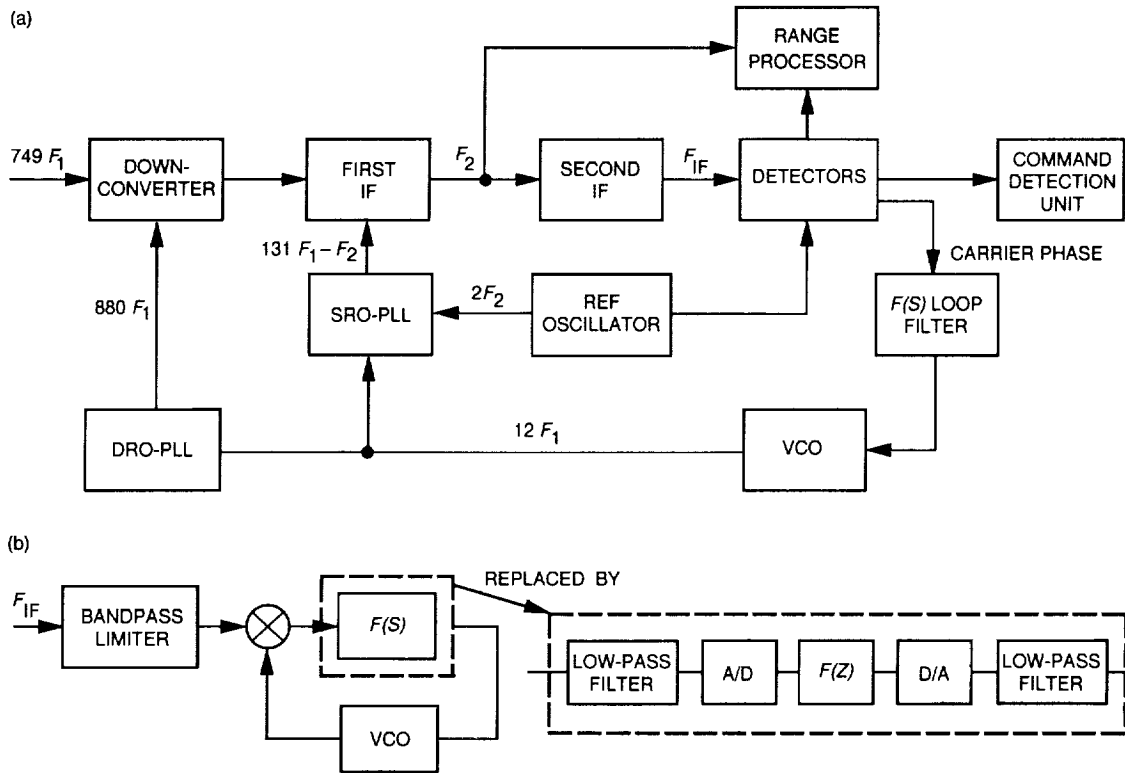 (a)
RANGE
PROCESSOR
749 F₁
DOWN-
CONVERTER
FIRST
IF
F₂
SECOND
IF
F_IF
DETECTORS
COMMAND
DETECTION
UNIT
131 F₁ – F₂
CARRIER PHASE
880 F₁
SRO-PLL
2F₂
REF
OSCILLATOR
F(S) LOOP
FILTER
DRO-PLL
12 F₁
VCO
(b)
F_IF
BANDPASS
LIMITER
F(S)
REPLACED BY
LOW-PASS
FILTER
A/D
F(Z)
D/A
LOW-PASS
FILTER
VCO